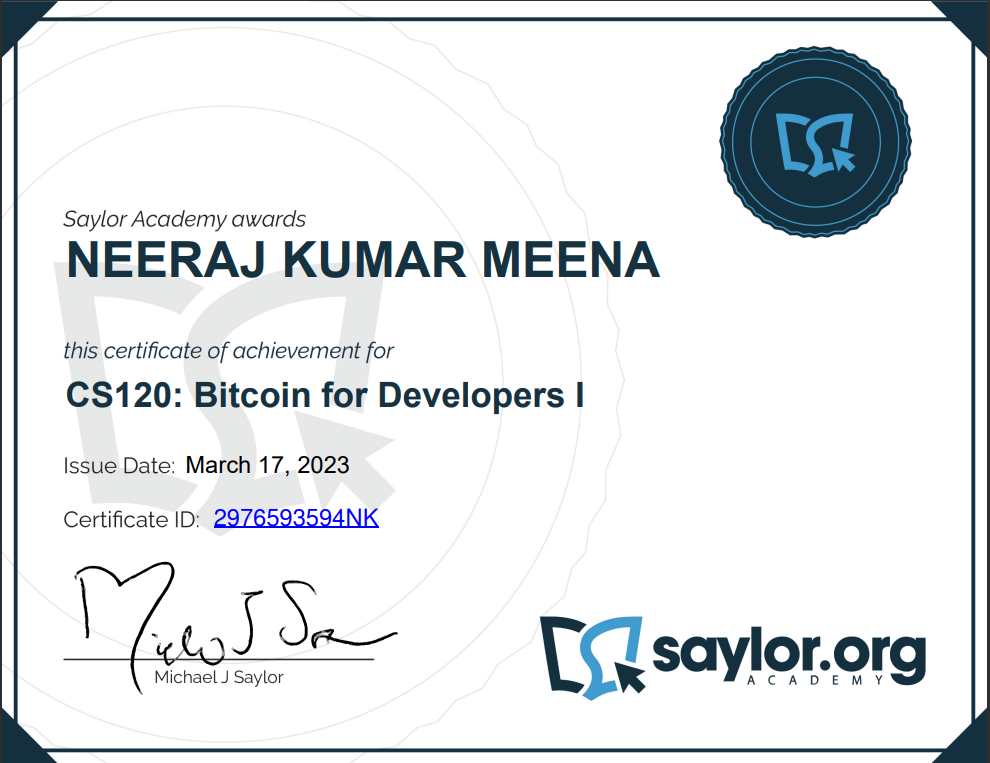 Saylor Academy awards
NEERAJ KUMAR MEENA
this certificate of achievement for
CS120: Bitcoin for Developers I
Issue Date: March 17, 2023
Certificate ID: 2976593594NK
Michael J Saylor
saylor.org
ACADEMY